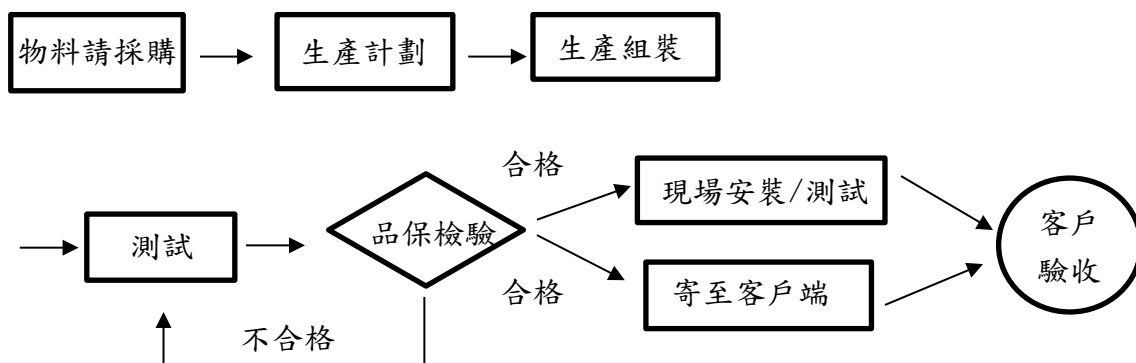 物料請採購
生產計劃
生產組裝
測試
品保檢驗
合格
現場安裝/測試
合格
寄至客戶端
客戶
驗收
不合格